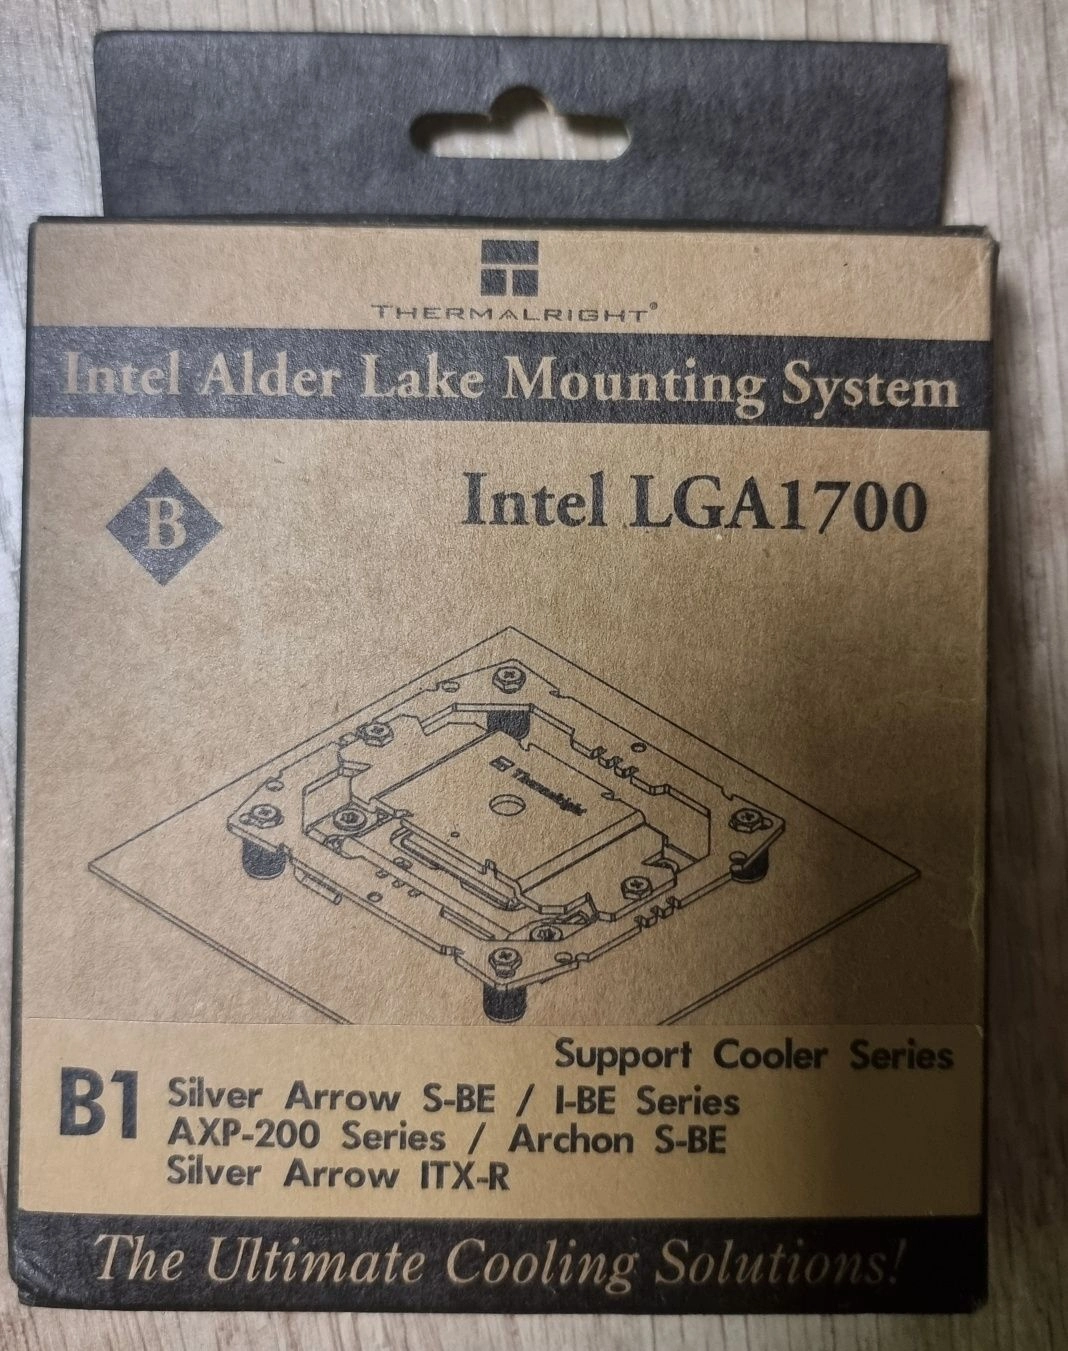 THERMALRIGHT®
Intel Alder Lake Mounting System
B
Intel LGA1700
Thermalright
Support Cooler Series
B1
Silver Arrow S-BE / I-BE Series
AXP-200 Series / Archon S-BE
Silver Arrow ITX-R
The Ultimate Cooling Solutions!